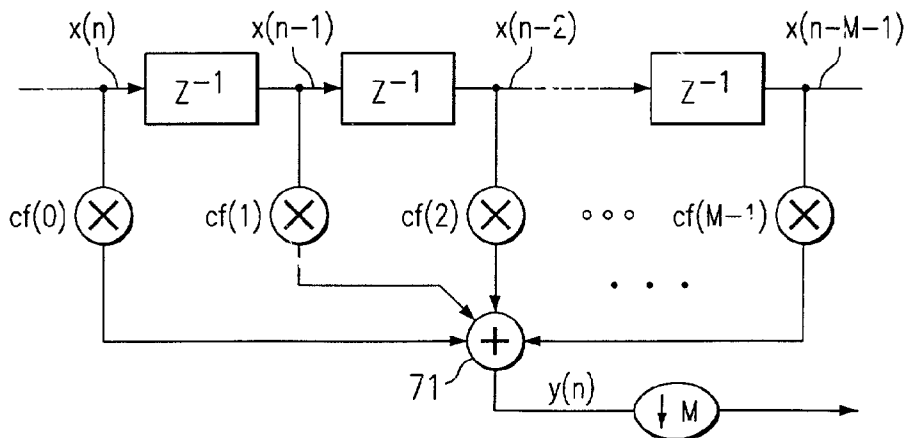 x(n) x(n-1) x(n-2) x(n-M-1)
Z⁻¹ Z⁻¹ Z⁻¹
cf(0) cf(1) cf(2) cf(M-1)
+
71
y(n) ↓ M